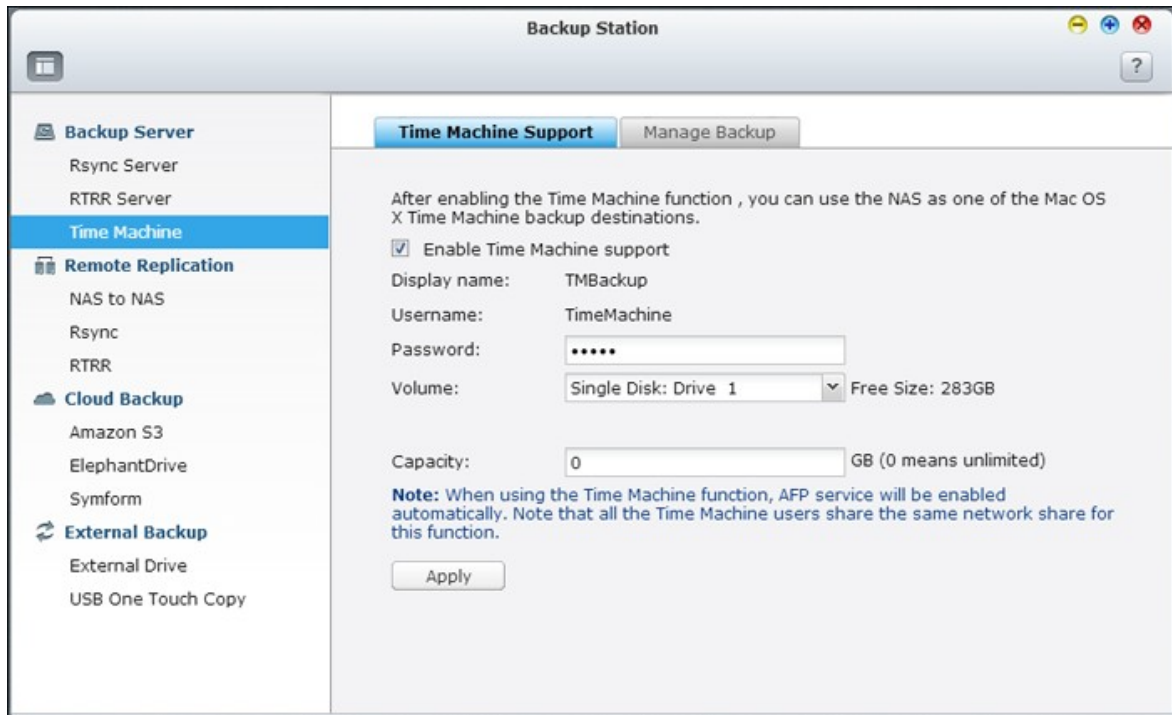 Backup Station
?
Backup Server
Rsync Server
RTRR Server
Time Machine
Remote Replication
NAS to NAS
Rsync
RTRR
Cloud Backup
Amazon S3
ElephantDrive
Symform
External Backup
External Drive
USB One Touch Copy
Time Machine Support
Manage Backup
After enabling the Time Machine function , you can use the NAS as one of the Mac OS
X Time Machine backup destinations.
Enable Time Machine support
Display name: TMBackup
Username: TimeMachine
Password: •••••
Volume: Single Disk: Drive 1 Free Size: 283GB
Capacity: 0 GB (0 means unlimited)
Note: When using the Time Machine function, AFP service will be enabled
automatically. Note that all the Time Machine users share the same network share for
this function.
Apply